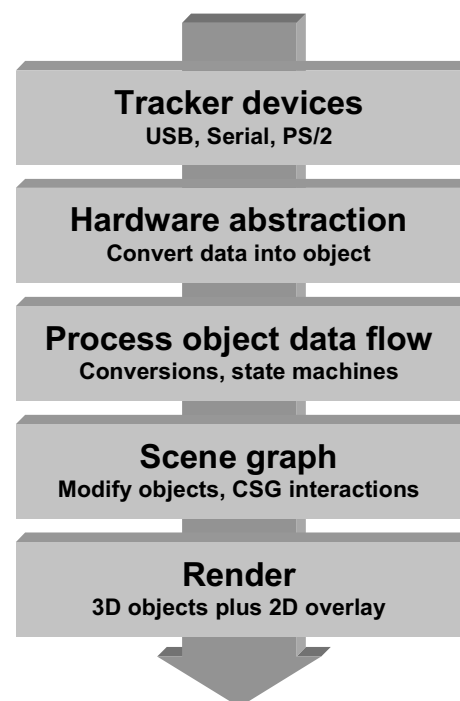 Tracker devices
USB, Serial, PS/2
Hardware abstraction
Convert data into object
Process object data flow
Conversions, state machines
Scene graph
Modify objects, CSG interactions
Render
3D objects plus 2D overlay